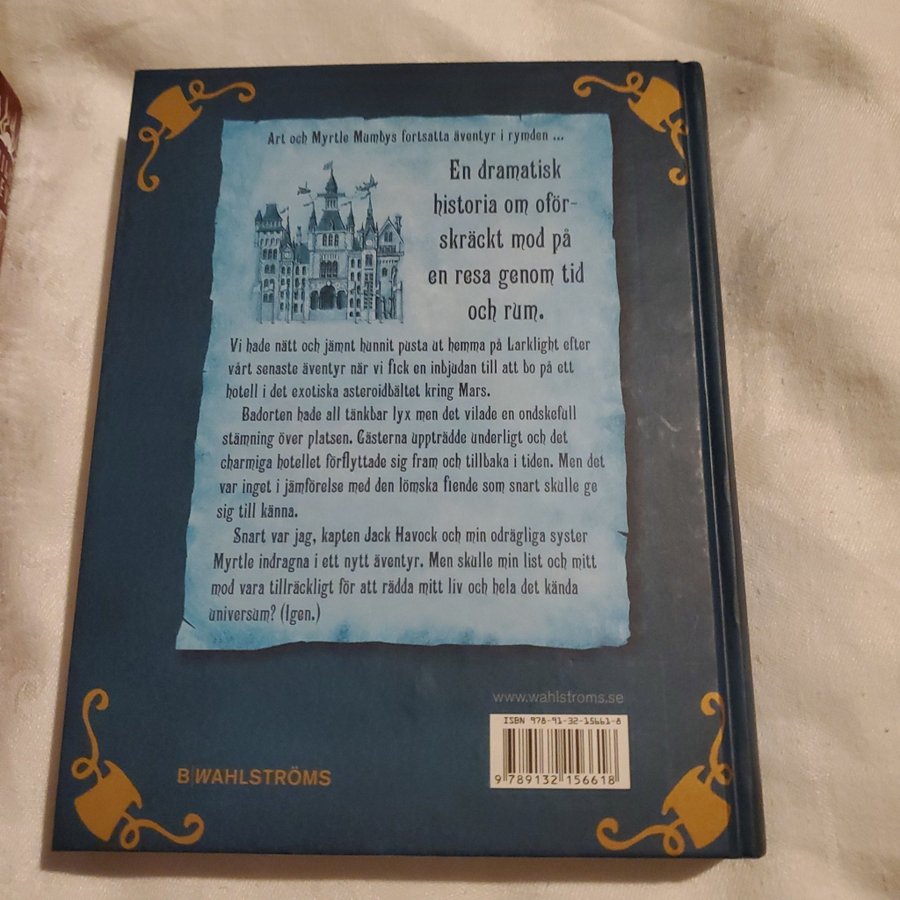 Art och Myrtle Mumbys fortsatta äventyr i rymden ...
En dramatisk
historia om oför-
skräckt mod på
en resa genom tid
och rum.
Vi hade nätt och jämnt hunnit pusta ut hemma på Larklight efter
vårt senaste äventyr när vi fick en inbjudan till att bo på ett
hotell i det exotiska asteroidbältet kring Mars.
Badorten hade all tänkbar lyx men det vilade en ondskefull
stämning över platsen. Gästerna uppträdde underligt och det
charmiga hotellet förflyttade sig fram och tillbaka i tiden. Men det
var inget i jämförelse med den lömska fiende som snart skulle ge
sig till känna.
Snart var jag, kapten Jack Havock och min odrägliga syster
Myrtle indragna i ett nytt äventyr. Men skulle min list och mitt
mod vara tillräckligt för att rädda mitt liv och hela det kända
universum? (Igen.)
www.wahlstroms.se
ISBN 978-91-32-15661-8
9 789132 156618
B WAHLSTRÖMS